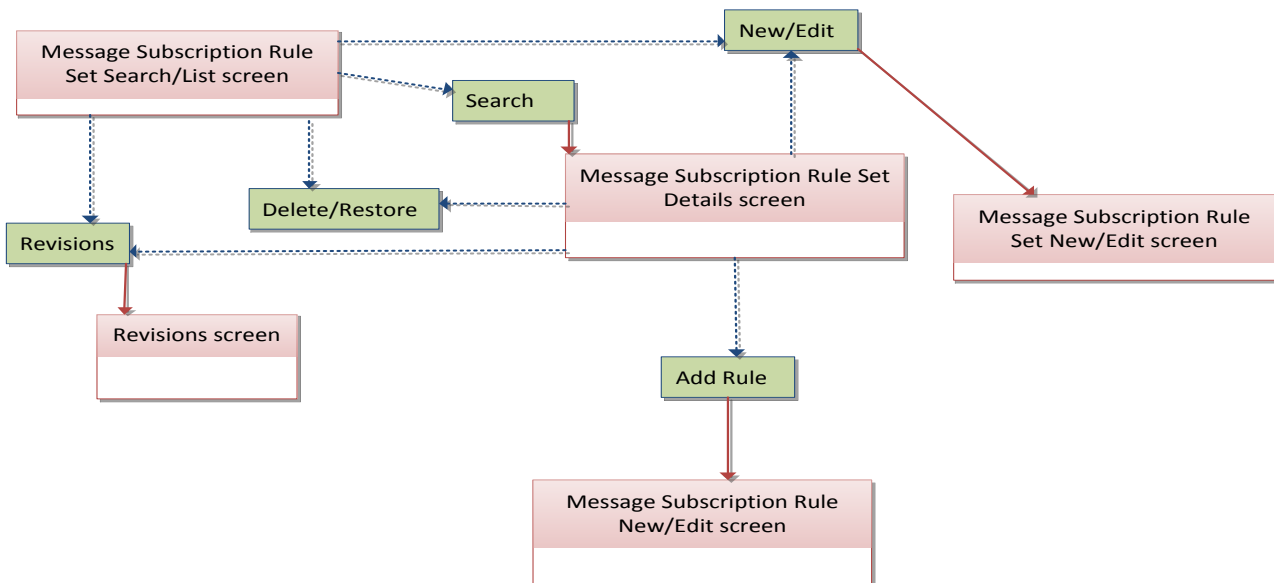 New/Edit
Message Subscription Rule
Set Search/List screen
Search
Message Subscription Rule Set
Details screen
Delete/Restore
Message Subscription Rule
Set New/Edit screen
Revisions
Revisions screen
Add Rule
Message Subscription Rule
New/Edit screen